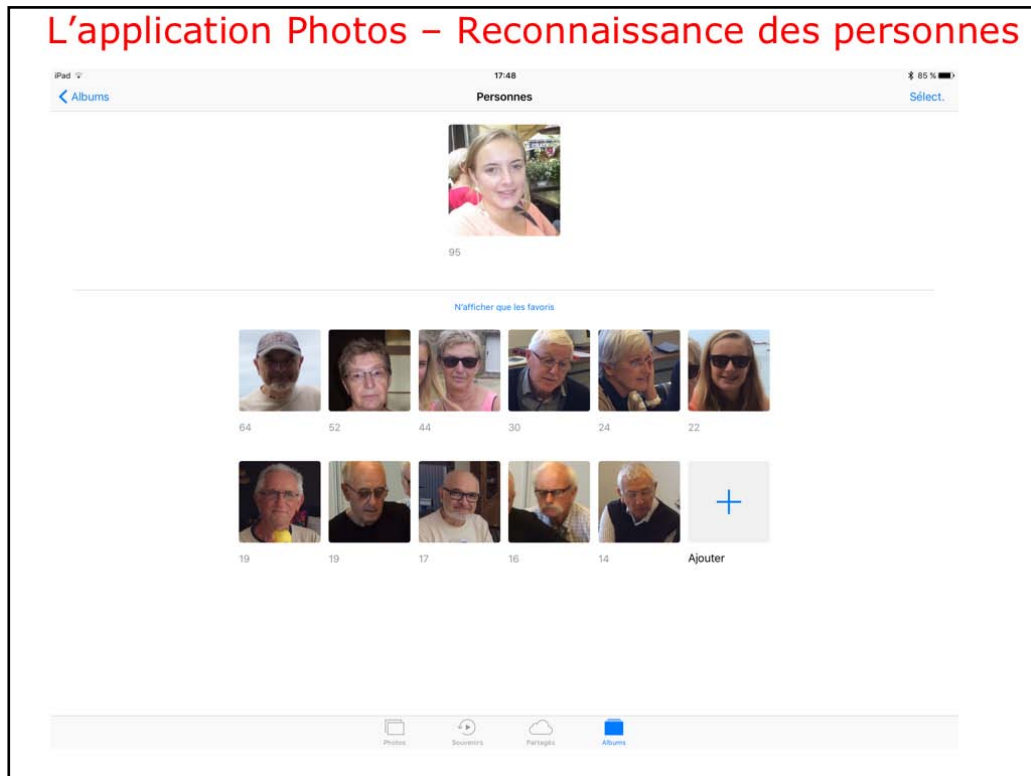 L'application Photos – Reconnaissance des personnes
iPad 17:48 85 %
Albums Personnes Sélect.
95
N'afficher que les favoris
64 52 44 30 24 22
19 19 17 16 14 Ajouter
Photos Souvenirs Partagés Albums